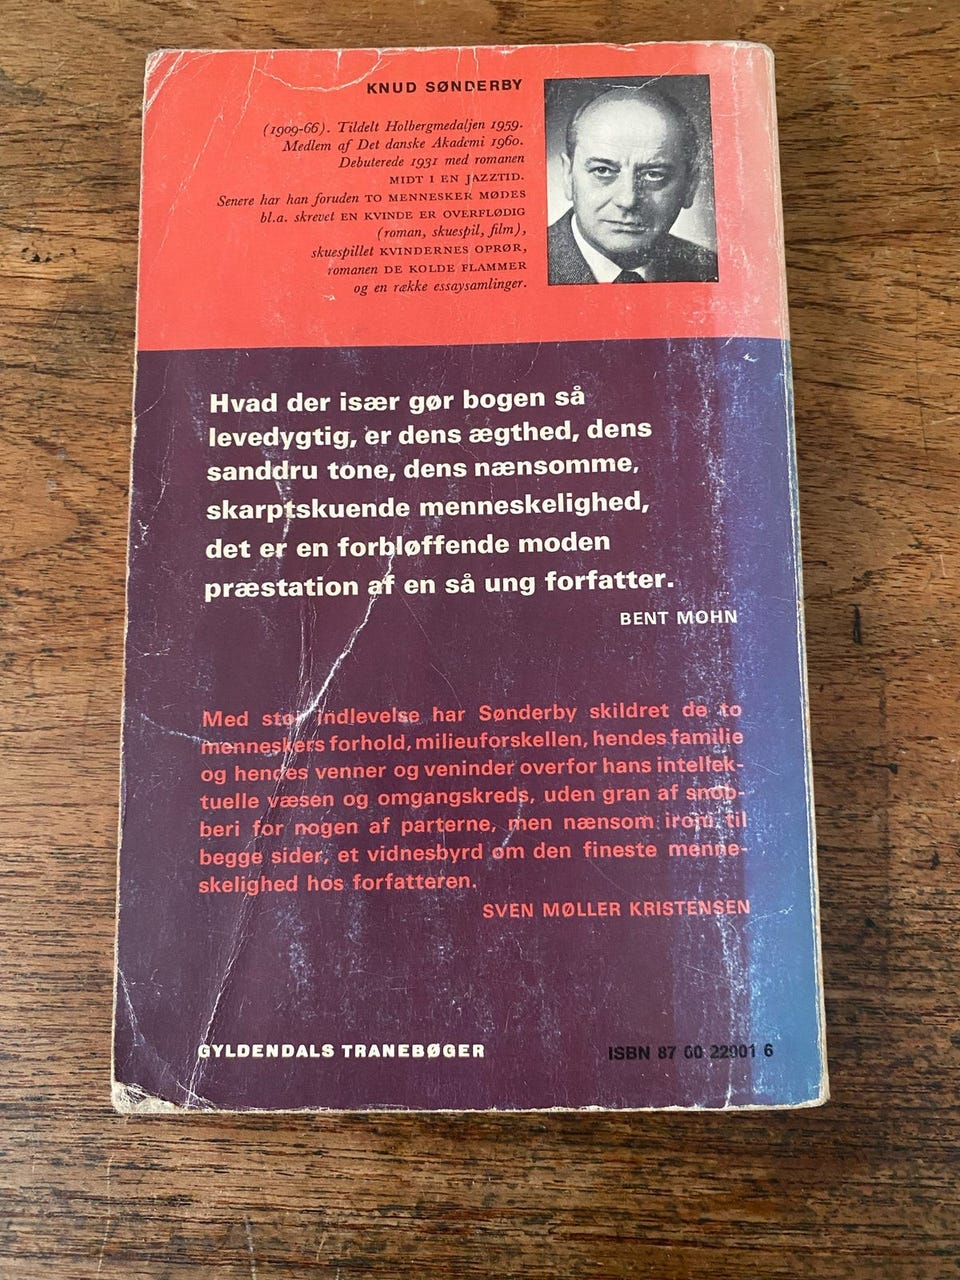 KNUD SØNDERBY
(1909-66). Tildelt Holbergmedaljen 1959.
Medlem af Det danske Akademi 1960.
Debuterede 1931 med romanen
MIDT I EN JAZZTID.
Senere har han foruden TO MENNESKER MØDES
bl.a. skrevet EN KVINDE ER OVERFLØDIG
(roman, skuespil, film),
skuespillet KVINDERNES OPRØR,
romanen DE KOLDE FLAMMER
og en række essaysamlinger.
Hvad der især gør bogen så
levedygtig, er dens ægthed, dens
sanddru tone, dens nænsomme,
skarptskuende menneskelighed,
det er en forbløffende moden
præstation af en så ung forfatter.
BENT MOHN
Med stor indlevelse har Sønderby skildret de to
menneskers forhold, milieuforskellen, hendes familie
og hendes venner og veninder overfor hans intellek-
tuelle væsen og omgangskreds, uden gran af snob-
beri for nogen af parterne, men nænsom ironi til
begge sider, et vidnesbyrd om den fineste menne-
skelighed hos forfatteren.
SVEN MØLLER KRISTENSEN
GYLDENDALS TRANEBØGER
ISBN 87 00 22901 6